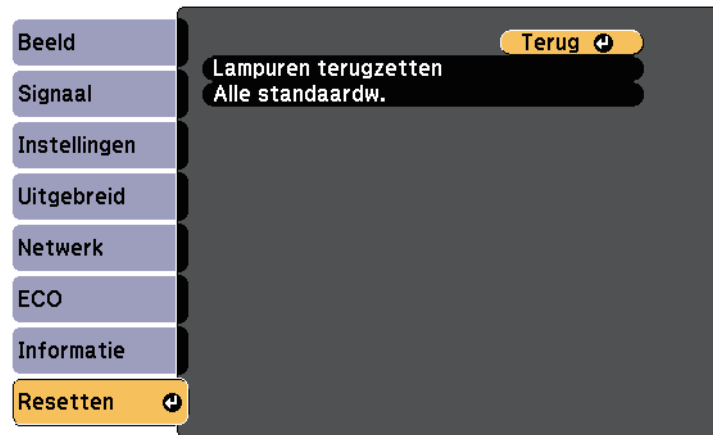 Beeld
Signaal
Instellingen
Uitgebreid
Netwerk
ECO
Informatie
Resetten
Terug
Lampuren terugzetten
Alle standaardw.